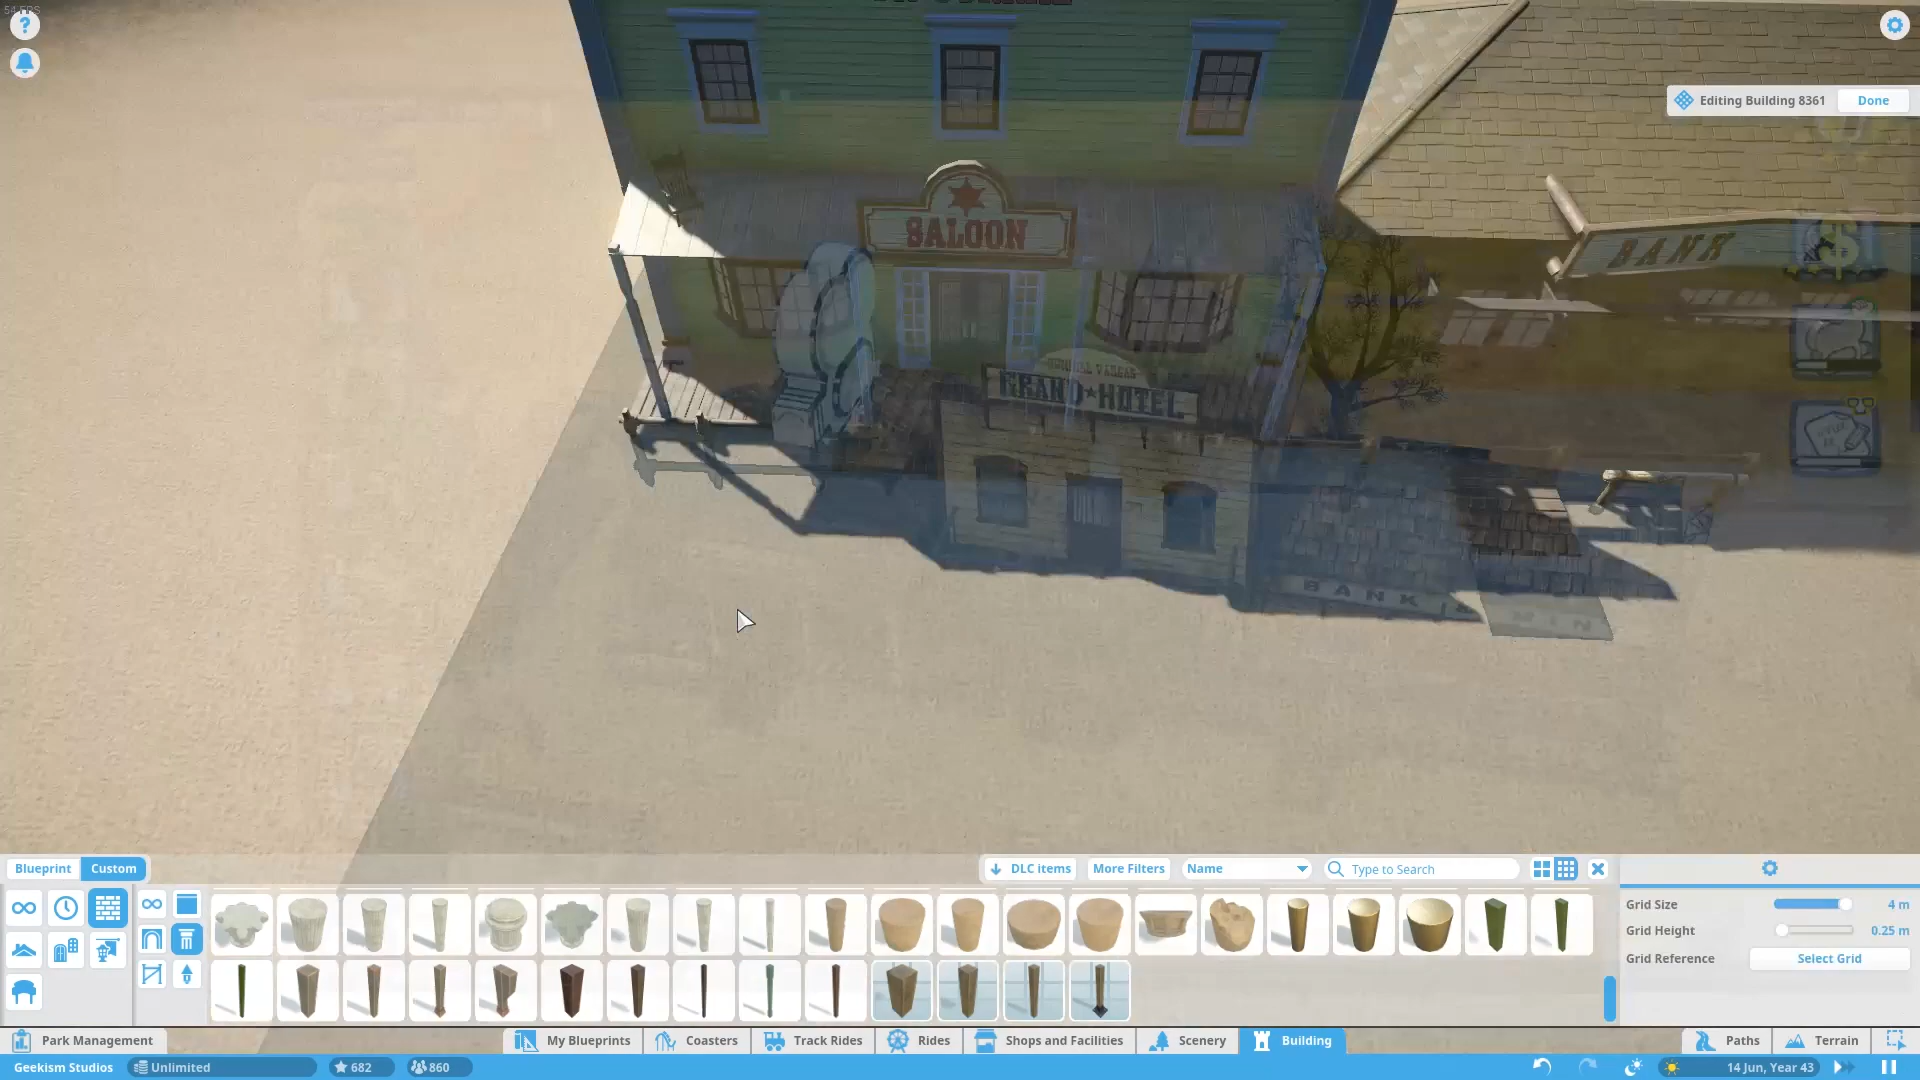 54 FPS
?
Editing Building 8361
Done
SALOON
BANK
GRAND★HOTEL
BANK
Blueprint
Custom
DLC items
More Filters
Name
Type to Search
Grid Size
4 m
Grid Height
0.25 m
Grid Reference
Select Grid
Park Management
My Blueprints
Coasters
Track Rides
Rides
Shops and Facilities
Scenery
Building
Paths
Terrain
Geekism Studios
Unlimited
682
860
14 Jun, Year 43